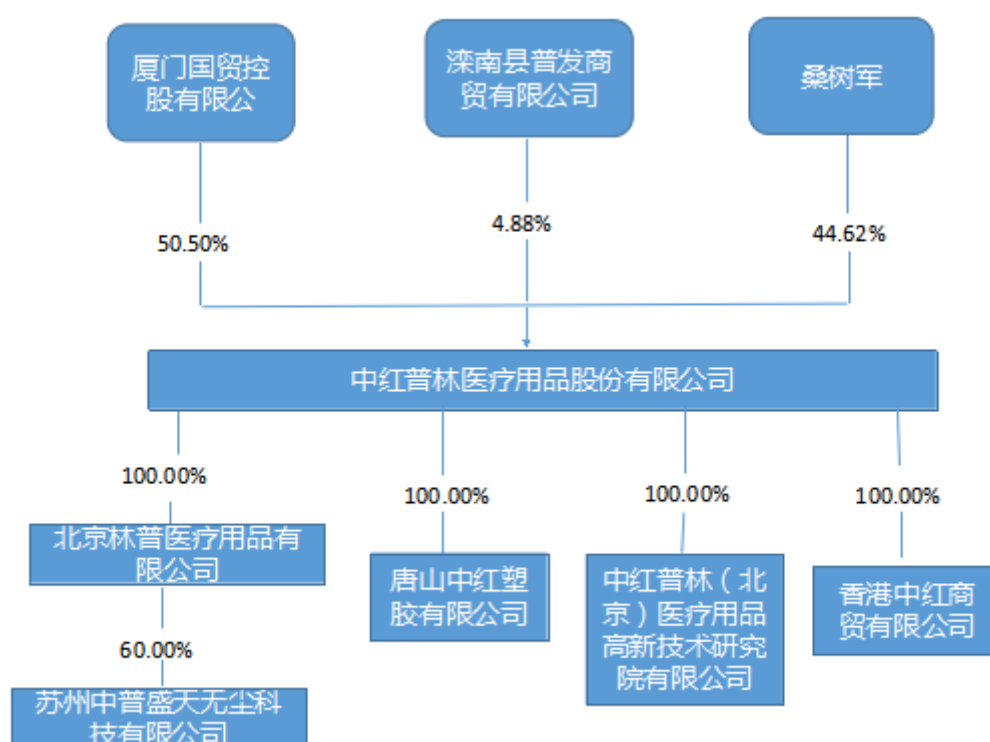 厦门国贸控
股有限公
滦南县普发商
贸有限公司
桑树军
50.50%
4.88%
44.62%
中红普林医疗用品股份有限公司
100.00%
100.00%
100.00%
100.00%
北京林普医疗用品有
限公司
唐山中红塑
胶有限公司
中红普林（北
京）医疗用品
高新技术研究
院有限公司
香港中红商
贸有限公司
60.00%
苏州中普盛天无尘科
技有限公司